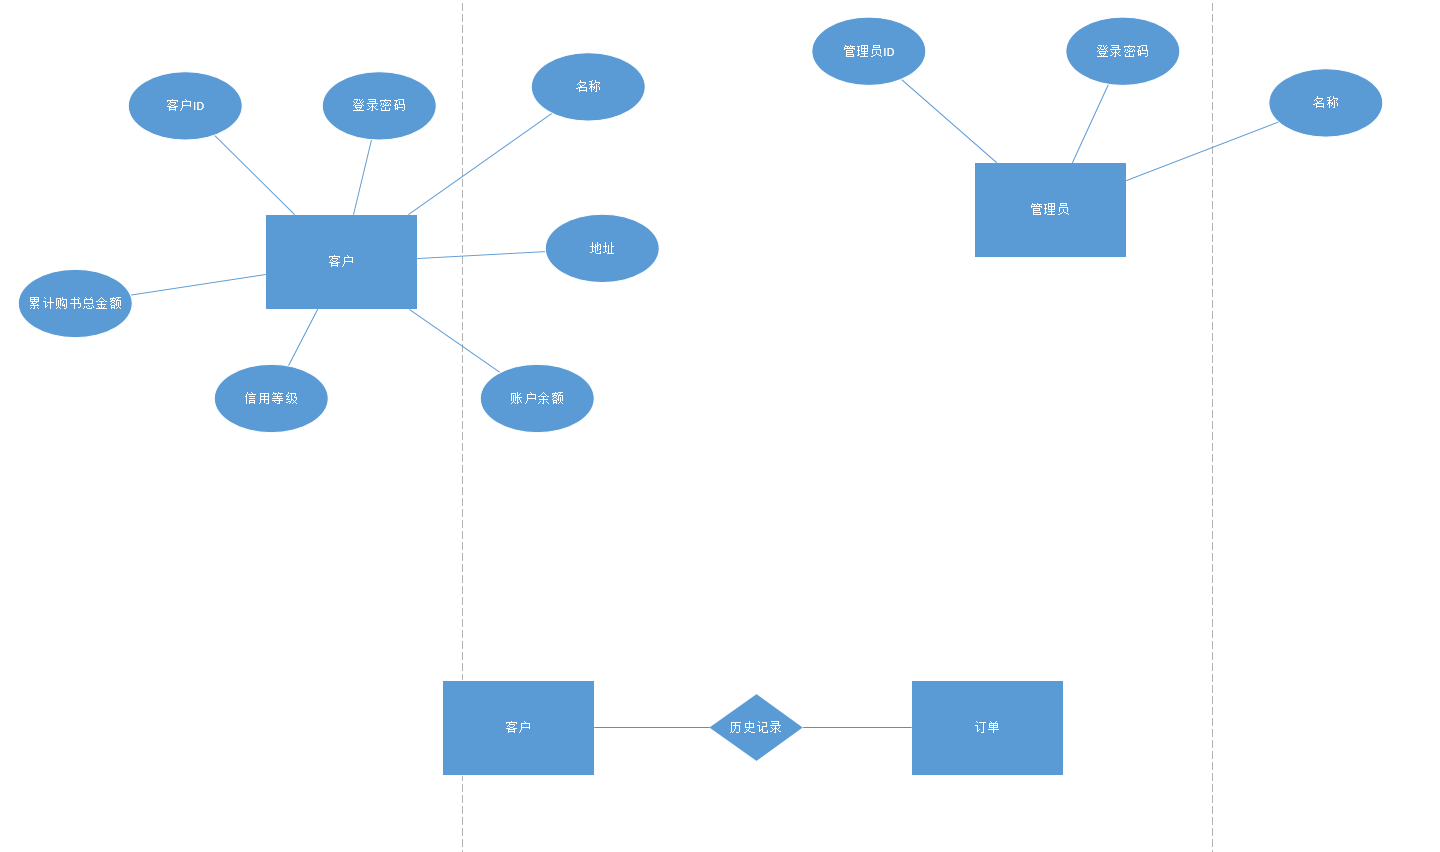 管理员ID
登录密码
名称
名称
客户ID
登录密码
管理员
地址
客户
累计购书总金额
信用等级
账户余额
客户
历史记录
订单